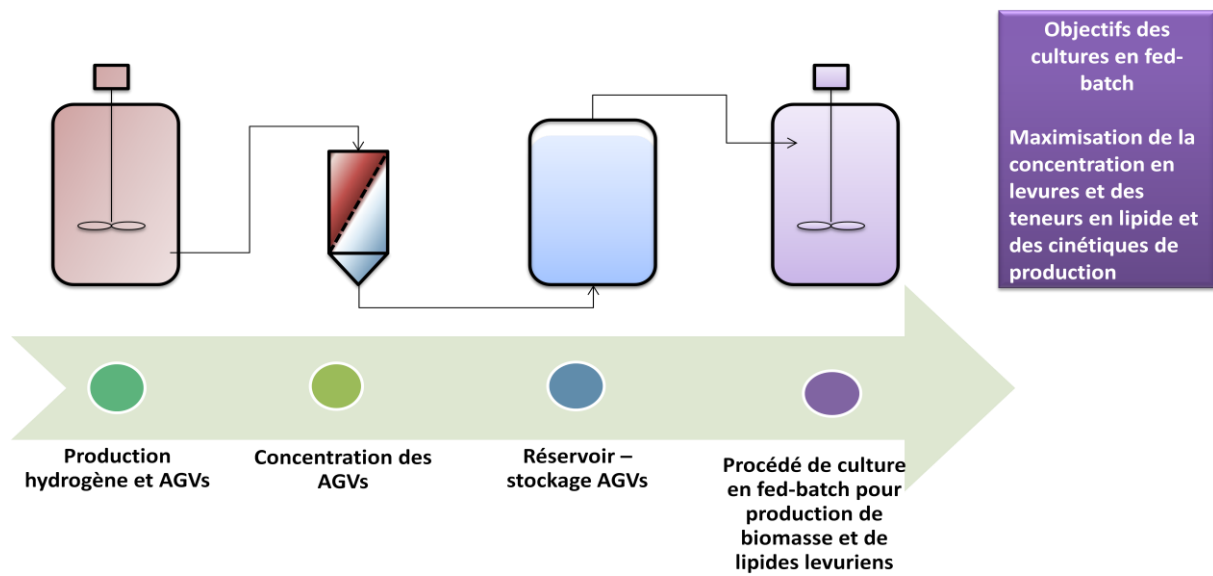 Objectifs des
cultures en fed-
batch
Maximisation de la
concentration en
levures et des
teneurs en lipide et
des cinétiques de
production
Production
hydrogène et AGVs
Concentration des
AGVs
Réservoir –
stockage AGVs
Procédé de culture
en fed-batch pour
production de
biomasse et de
lipides levuriens